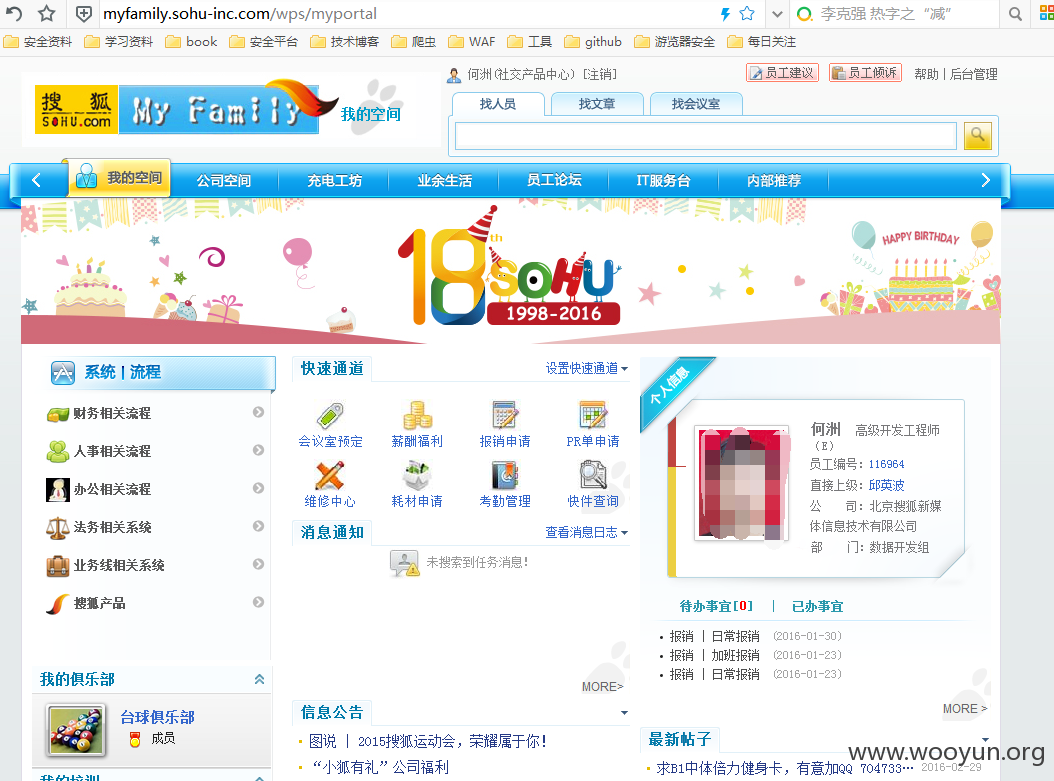 myfamily.sohu-inc.com/wps/myportal
李克强 热字之 “减”
安全资料 学习资料 book 安全平台 技术博客 爬虫 WAF 工具 github 游览器安全 每日关注
何洲(社交产品中心) [注销]
员工建议 员工倾诉 帮助 | 后台管理
搜狐
SOHU.com
My Family
我的空间
找人员 找文章 找会议室
我的空间 公司空间 充电工坊 业余生活 员工论坛 IT服务台 内部推荐
18th SOHU
1998-2016
HAPPY BIRTHDAY
系统 | 流程
财务相关流程
人事相关流程
办公相关流程
法务相关系统
业务线相关系统
搜狐产品
我的俱乐部
台球俱乐部
成员
我的培训
快速通道 设置快速通道
会议室预定 薪酬福利 报销申请 PR单申请
维修中心 耗材申请 考勤管理 快件查询
消息通知 查看消息日志
未搜索到任务消息!
MORE>
信息公告
图说 | 2015搜狐运动会，荣耀属于你!
“小狐有礼”公司福利
个人信息
何洲 高级开发工程师
(E)
员工编号: 116964
直接上级: 邱英波
公 司: 北京搜狐新媒
体信息技术有限公司
部 门: 数据开发组
待办事宜[0] | 已办事宜
报销 | 日常报销 (2016-01-30)
报销 | 加班报销 (2016-01-23)
报销 | 日常报销 (2016-01-23)
MORE >
最新帖子
求B1中体倍力健身卡，有意加QQ 704733… 2016-02-29
www.wooyun.org